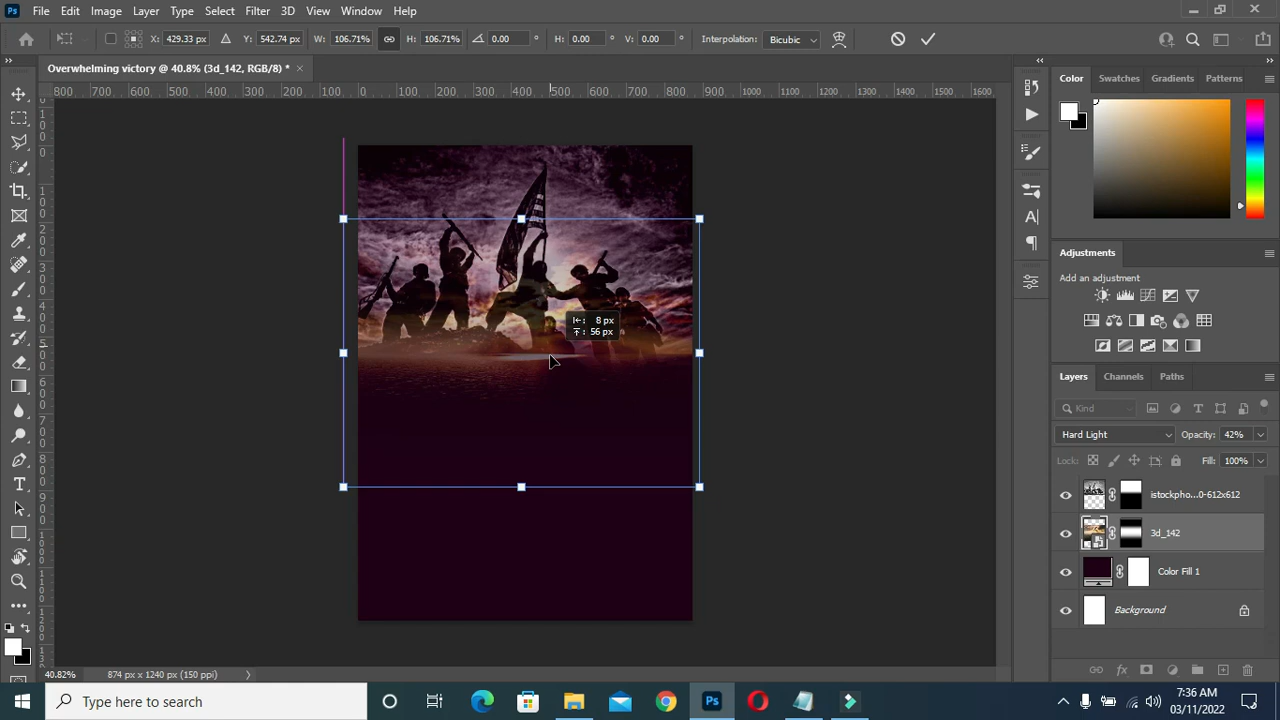 Ps File Edit Image Layer Type Select Filter 3D View Window Help
X: 429.33 px Y: 542.74 px W: 106.71% H: 106.71% 0.00 ° H: 0.00 ° V: 0.00 ° Interpolation: Bicubic
Overwhelming victory @ 40.8% (3d_142, RGB/8) * ×
800 700 600 500 400 300 200 100 0 100 200 300 400 500 600 700 800 900 1000 1100 1200 1300 1400 1500 1600
Color Swatches Gradients Patterns
Adjustments
Add an adjustment
8 px
56 px
Layers Channels Paths
Kind
Hard Light Opacity: 42%
Lock: Fill: 100%
istockpho...0-612x612
3d_142
Color Fill 1
Background
40.82% 874 px x 1240 px (150 ppi)
Type here to search
Ps
7:36 AM
03/11/2022